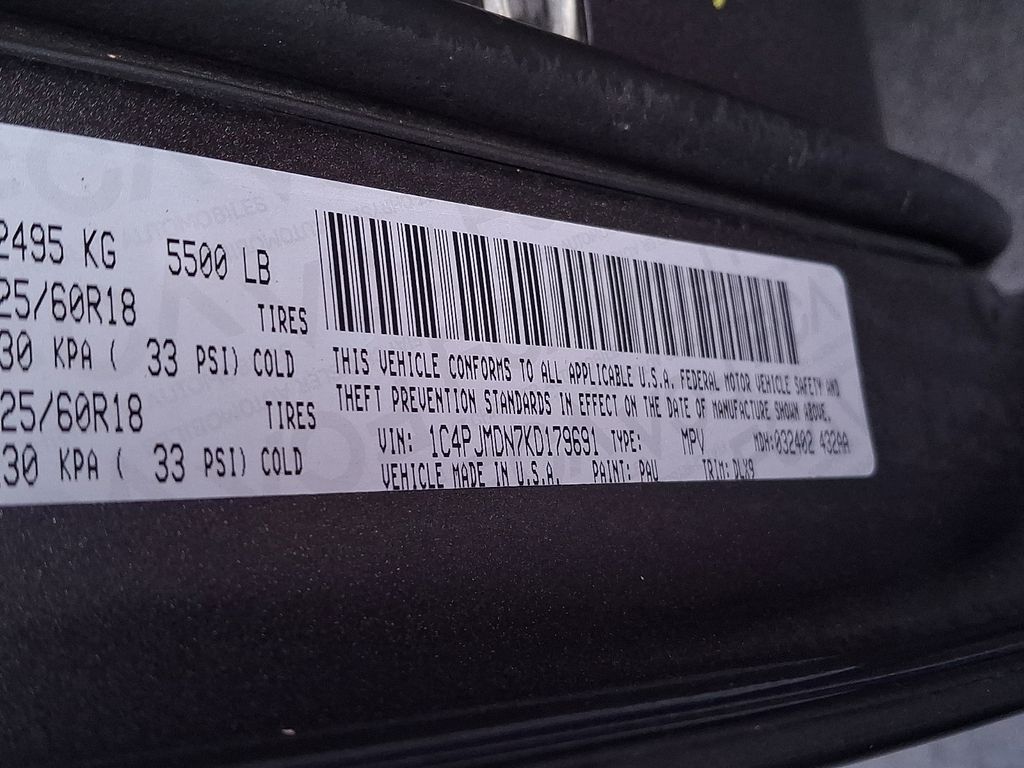 2495 KG 5500 LB
25/60R18 TIRES
30 KPA ( 33 PSI) COLD
25/60R18 TIRES
30 KPA ( 33 PSI) COLD
THIS VEHICLE CONFORMS TO ALL APPLICABLE U.S.A. FEDERAL MOTOR VEHICLE SAFETY AND
THEFT PREVENTION STANDARDS IN EFFECT ON THE DATE OF MANUFACTURE SHOWN ABOVE.
VIN: 1C4PJMDN7KD179691 TYPE: MPV MDH:032402 432AA
VEHICLE MADE IN U.S.A. PAINT: PAU TRIM: DLX9